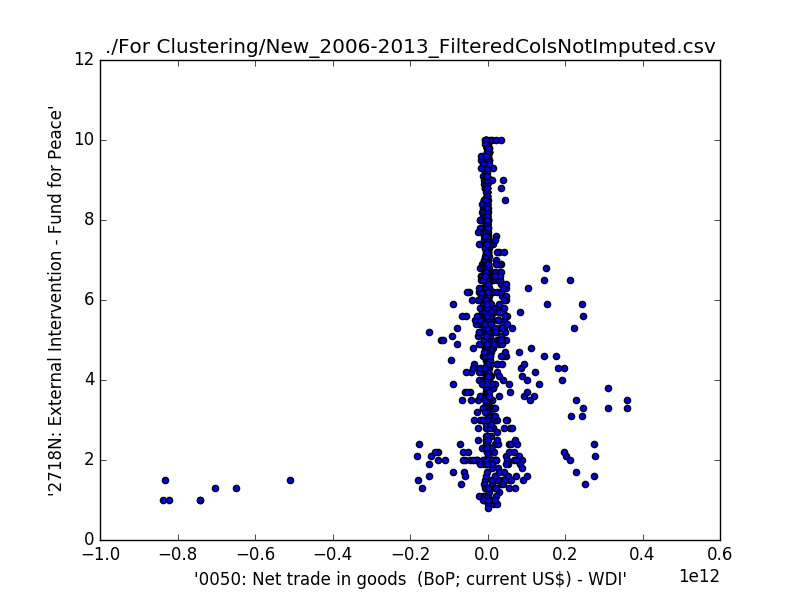 ./For Clustering/New_2006-2013_FilteredColsNotImputed.csv
12
10
8
6
4
2
0
'2718N: External Intervention - Fund for Peace'
−1.0 −0.8 −0.6 −0.4 −0.2 0.0 0.2 0.4 0.6
1e12
'0050: Net trade in goods  (BoP; current US$) - WDI'